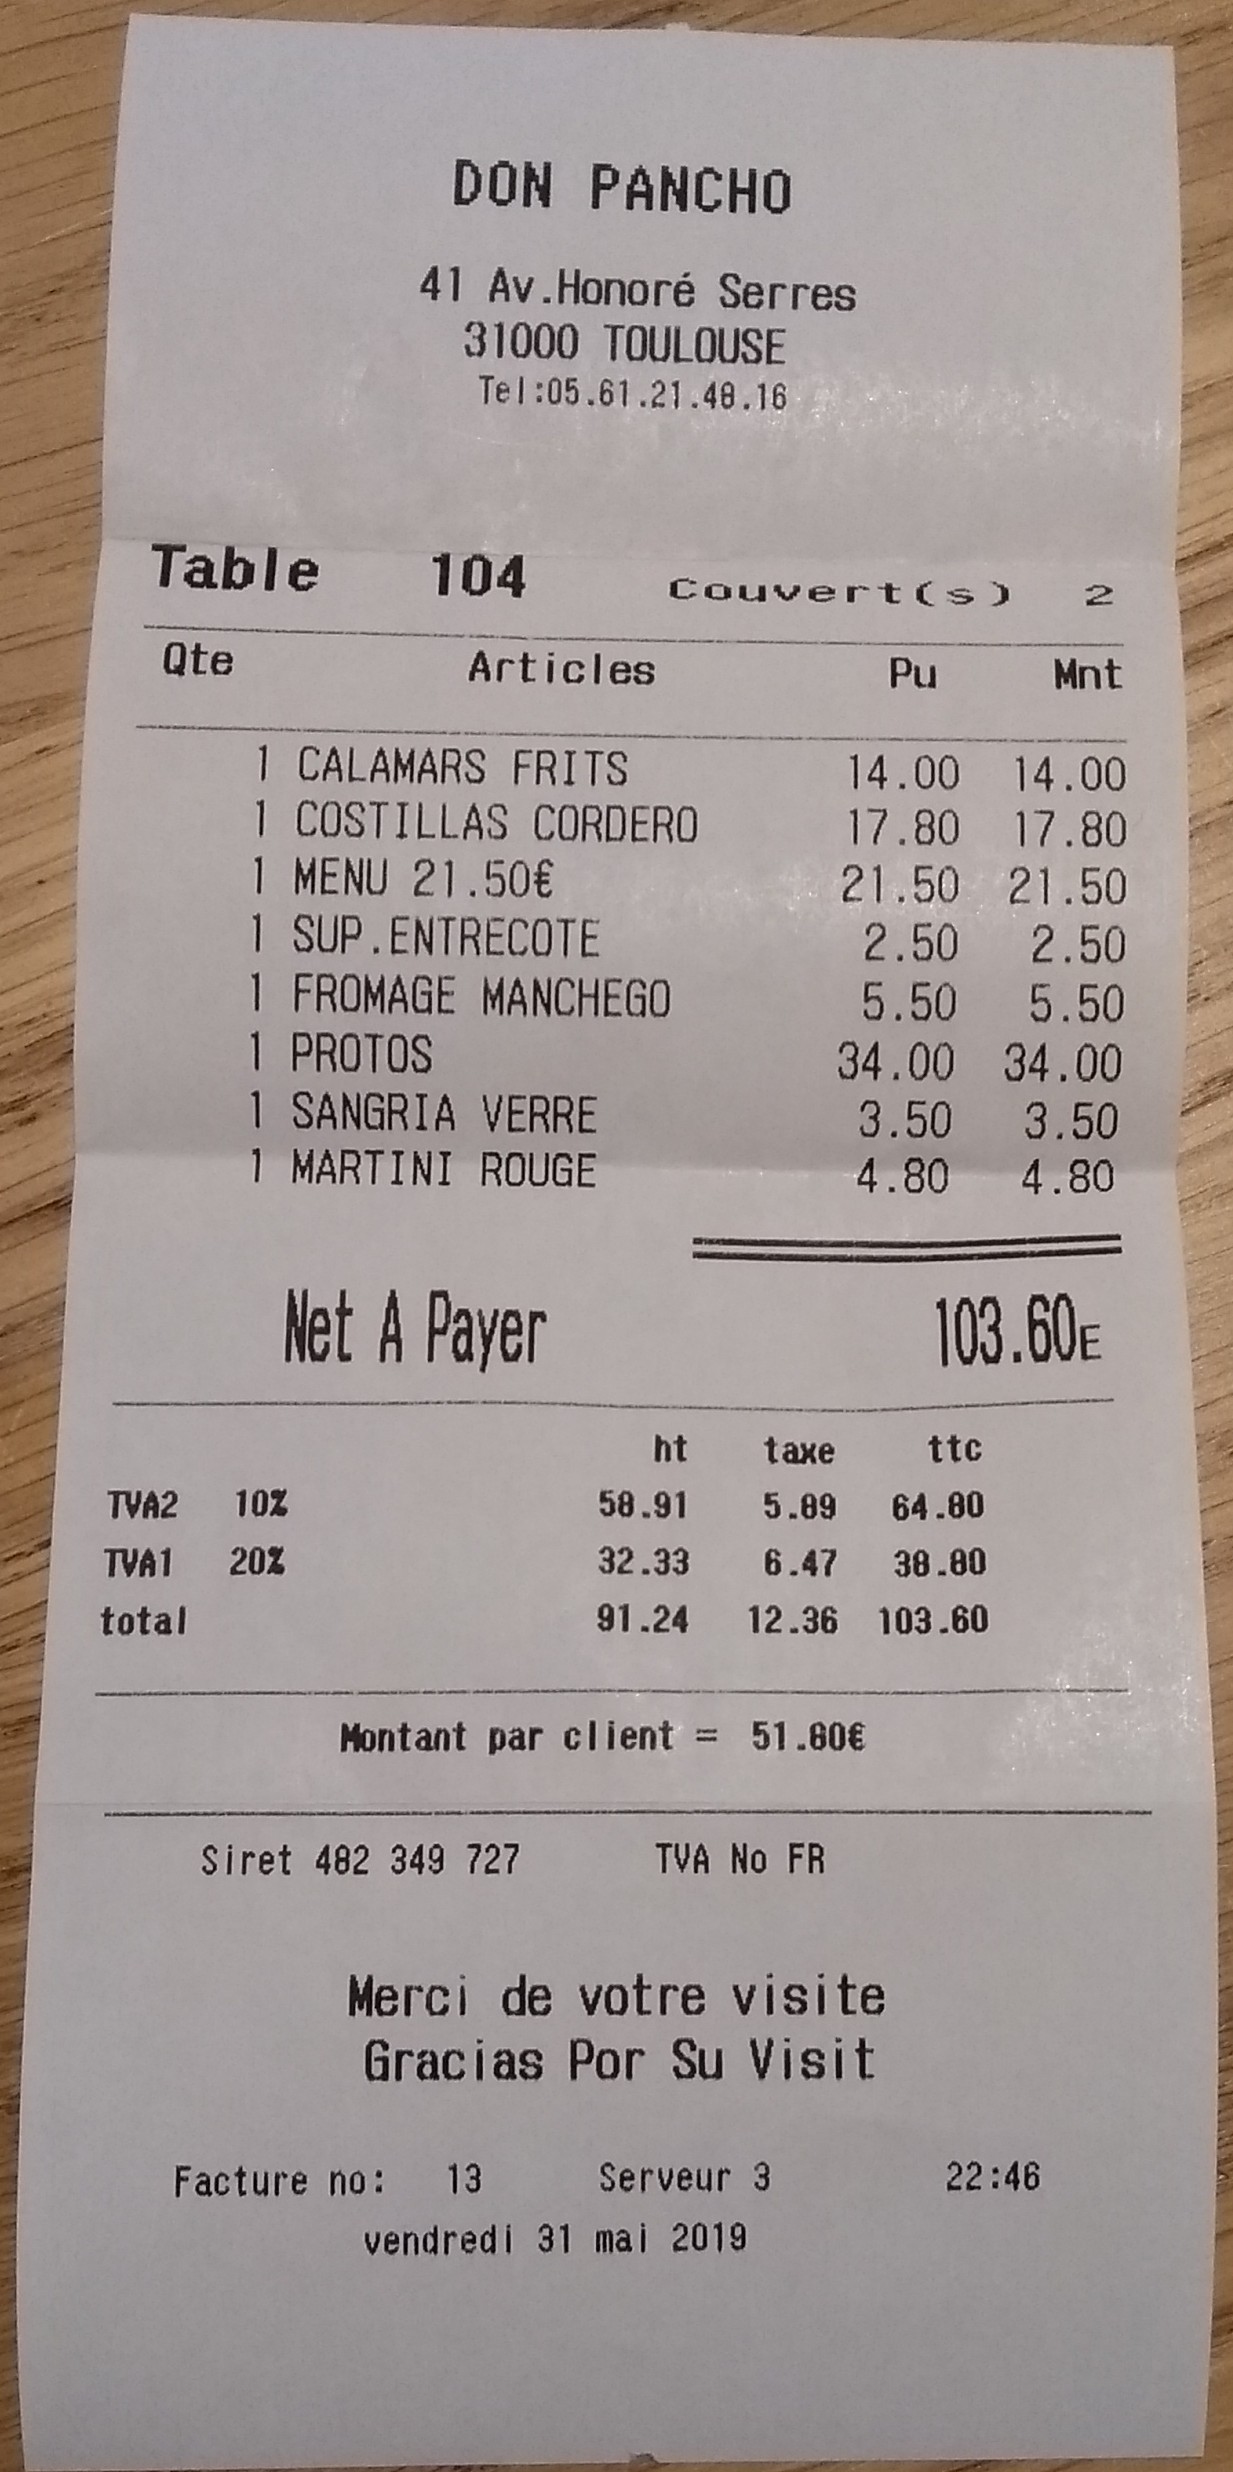 DON PANCHO
41 Av.Honoré Serres
31000 TOULOUSE
Tel:05.61.21.48.16
Table 104 Couvert(s) 2
Qte Articles Pu Mnt
1 CALAMARS FRITS 14.00 14.00
1 COSTILLAS CORDERO 17.80 17.80
1 MENU 21.50€ 21.50 21.50
1 SUP.ENTRECOTE 2.50 2.50
1 FROMAGE MANCHEGO 5.50 5.50
1 PROTOS 34.00 34.00
1 SANGRIA VERRE 3.50 3.50
1 MARTINI ROUGE 4.80 4.80
Net A Payer 103.60E
ht taxe ttc
TVA2 10% 58.91 5.89 64.80
TVA1 20% 32.33 6.47 38.80
total 91.24 12.36 103.60
Montant par client = 51.80€
Siret 482 349 727 TVA No FR
Merci de votre visite
Gracias Por Su Visit
Facture no: 13 Serveur 3 22:46
vendredi 31 mai 2019